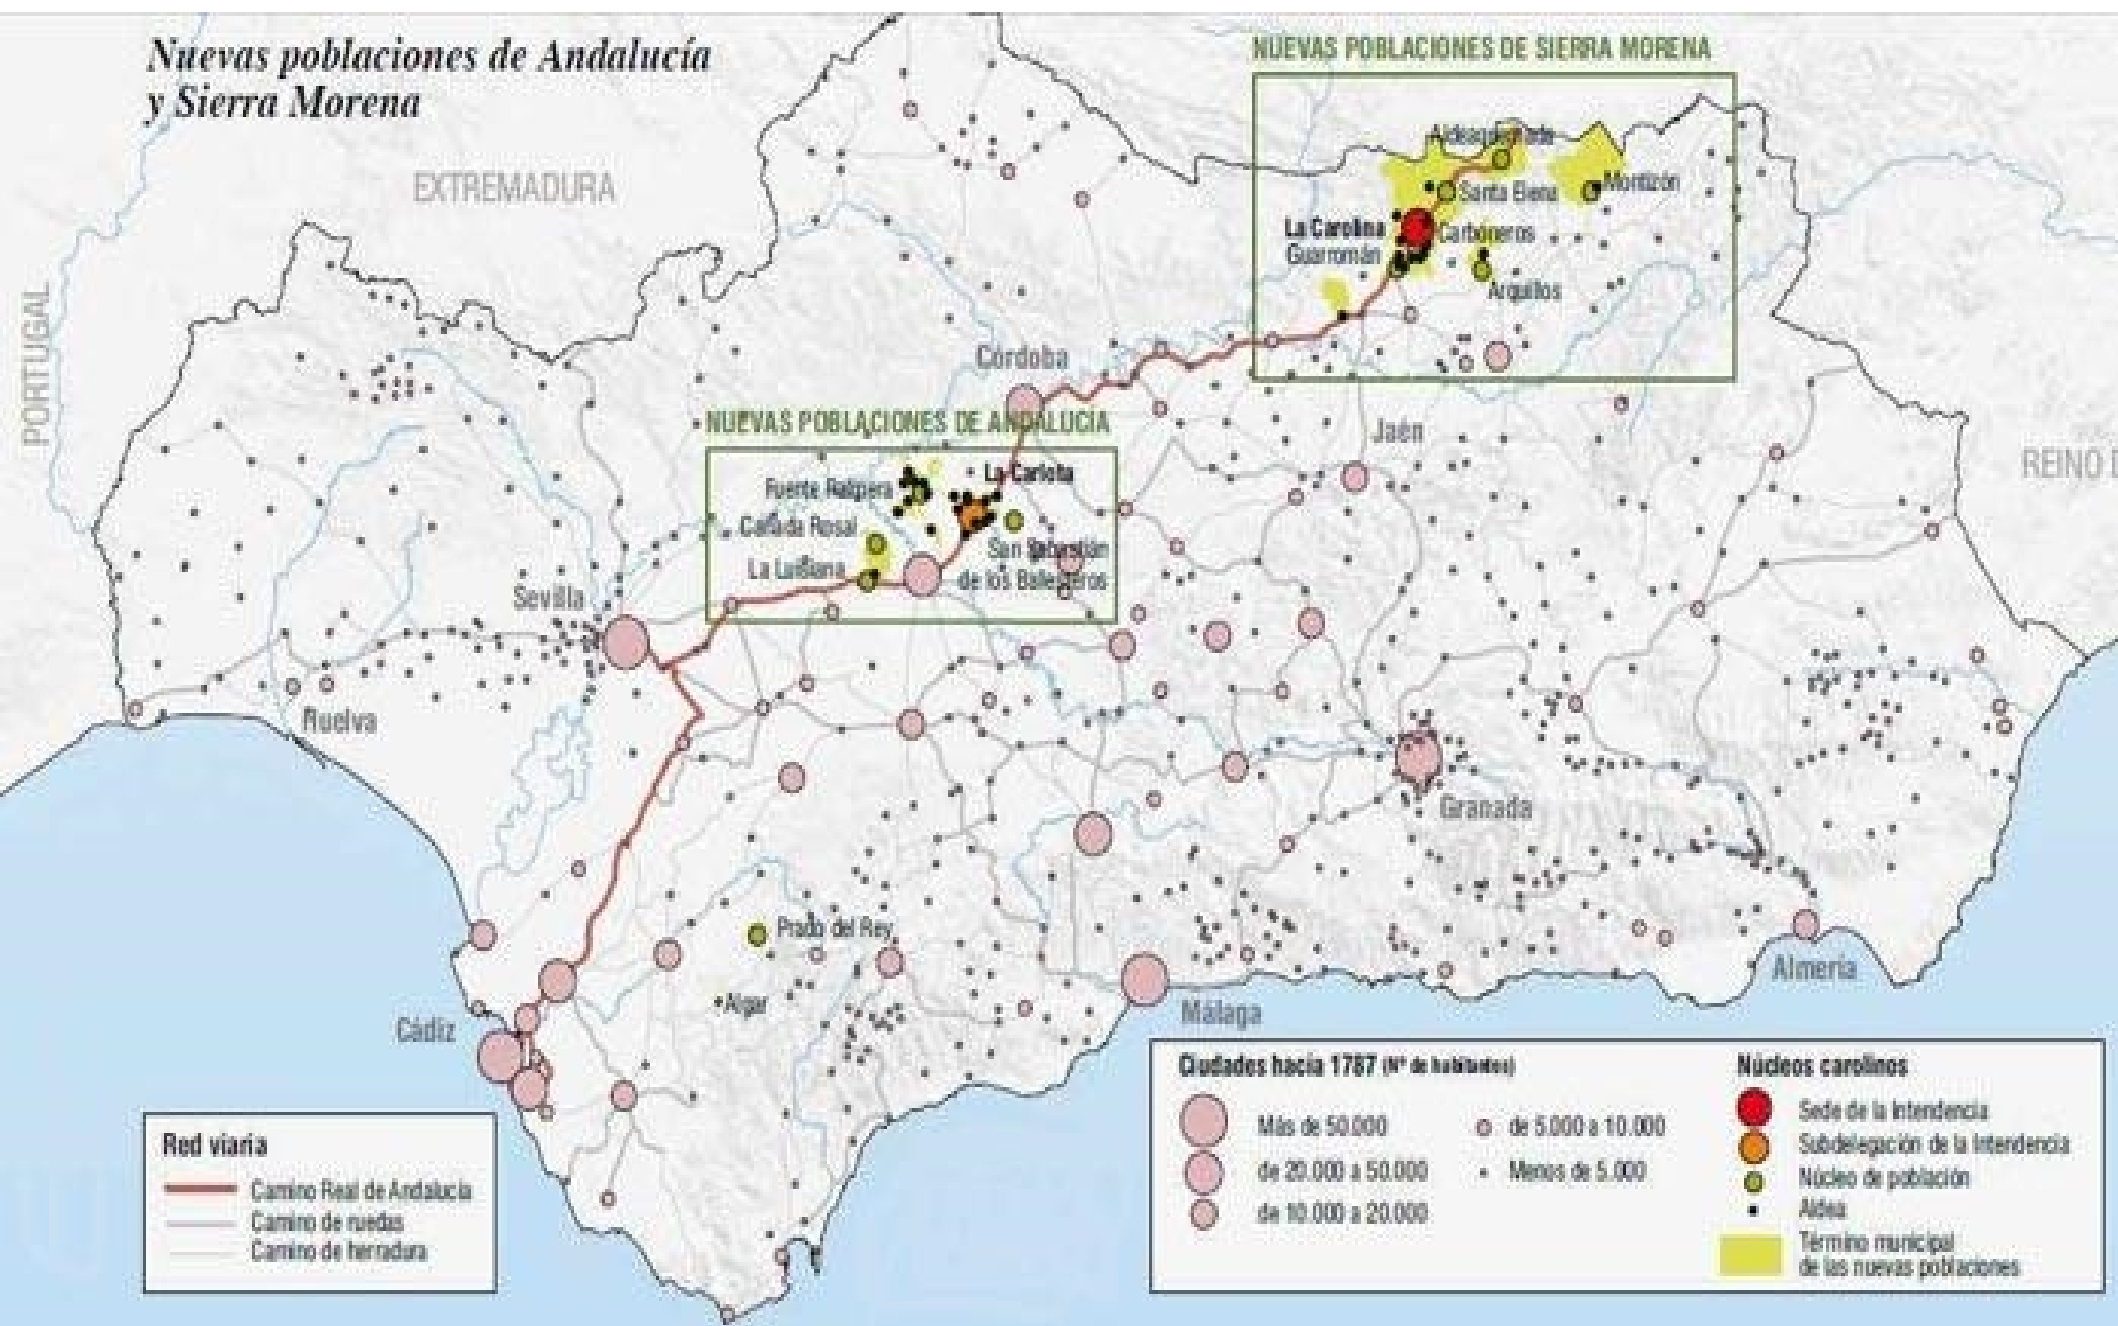 Nuevas poblaciones de Andalucía
y Sierra Morena
NUEVAS POBLACIONES DE SIERRA MORENA
EXTREMADURA
PORTUGAL
REINO D
Santa Elena
Montizón
La Carolina
Carboneros
Guarromán
Arquillos
Córdoba
Jaén
NUEVAS POBLACIONES DE ANDALUCÍA
La Carlota
Fuente Palmera
Cañada Rosal
San Sebastián
de los Ballesteros
La Luisiana
Sevilla
Huelva
Granada
Prado del Rey
Algar
Almería
Málaga
Cádiz
Red viaria
Camino Real de Andalucía
Camino de ruedas
Camino de herradura
Ciudades hacia 1787 (Nº de habitantes)
Más de 50.000
de 20.000 a 50.000
de 10.000 a 20.000
de 5.000 a 10.000
Menos de 5.000
Núcleos carolinos
Sede de la Intendencia
Subdelegación de la Intendencia
Núcleo de población
Aldea
Término municipal
de las nuevas poblaciones